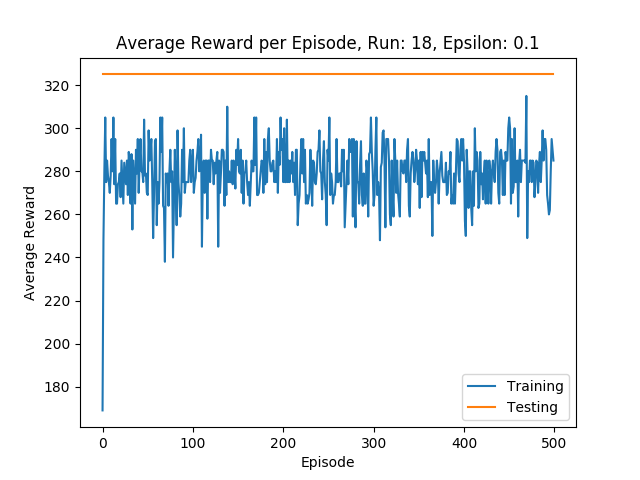 Average Reward per Episode, Run: 18, Epsilon: 0.1
Average Reward
320
300
280
260
240
220
200
180
0
100
200
300
400
500
Episode
Training
Testing